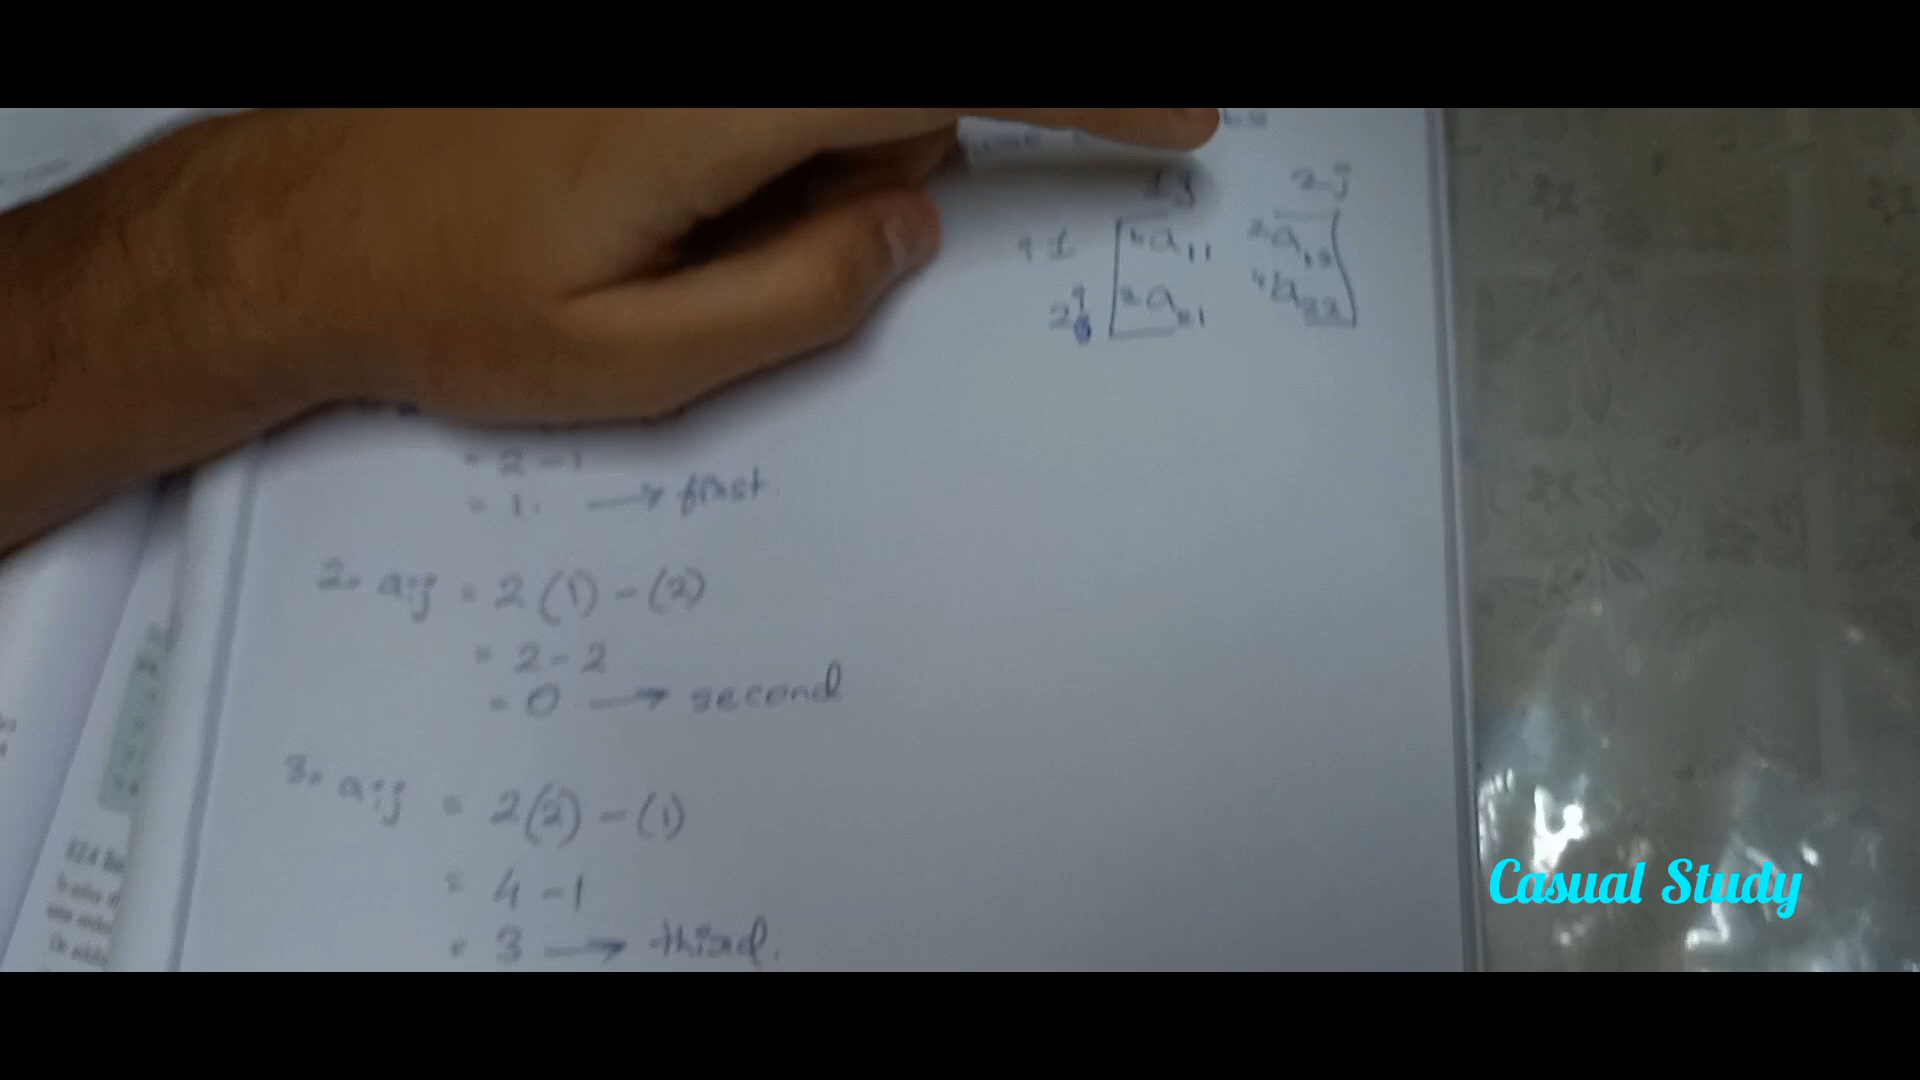 1j 2j
i 1 a11 a12
2i a21 a22
= 2 - 1
= 1. → first
2. aij = 2 (1) - (2)
= 2 - 2
= 0 → second
3. aij = 2(2) - (1)
= 4 - 1
= 3 → third.
Casual Study